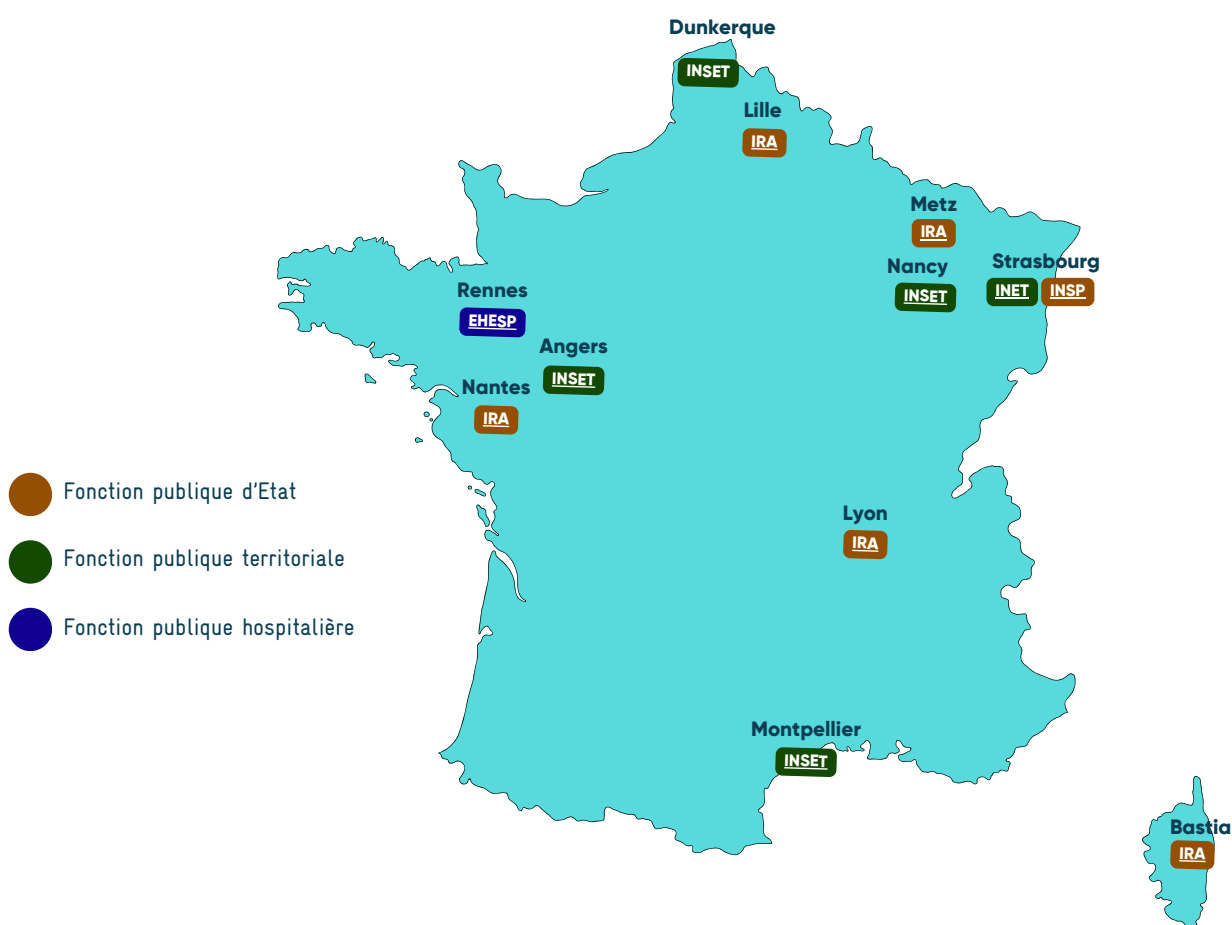 Dunkerque
INSET
Lille
IRA
Metz
IRA
Nancy
INSET
Strasbourg
INET INSP
Rennes
EHESP
Angers
INSET
Nantes
IRA
Fonction publique d'Etat
Fonction publique territoriale
Fonction publique hospitalière
Lyon
IRA
Montpellier
INSET
Bastia
IRA